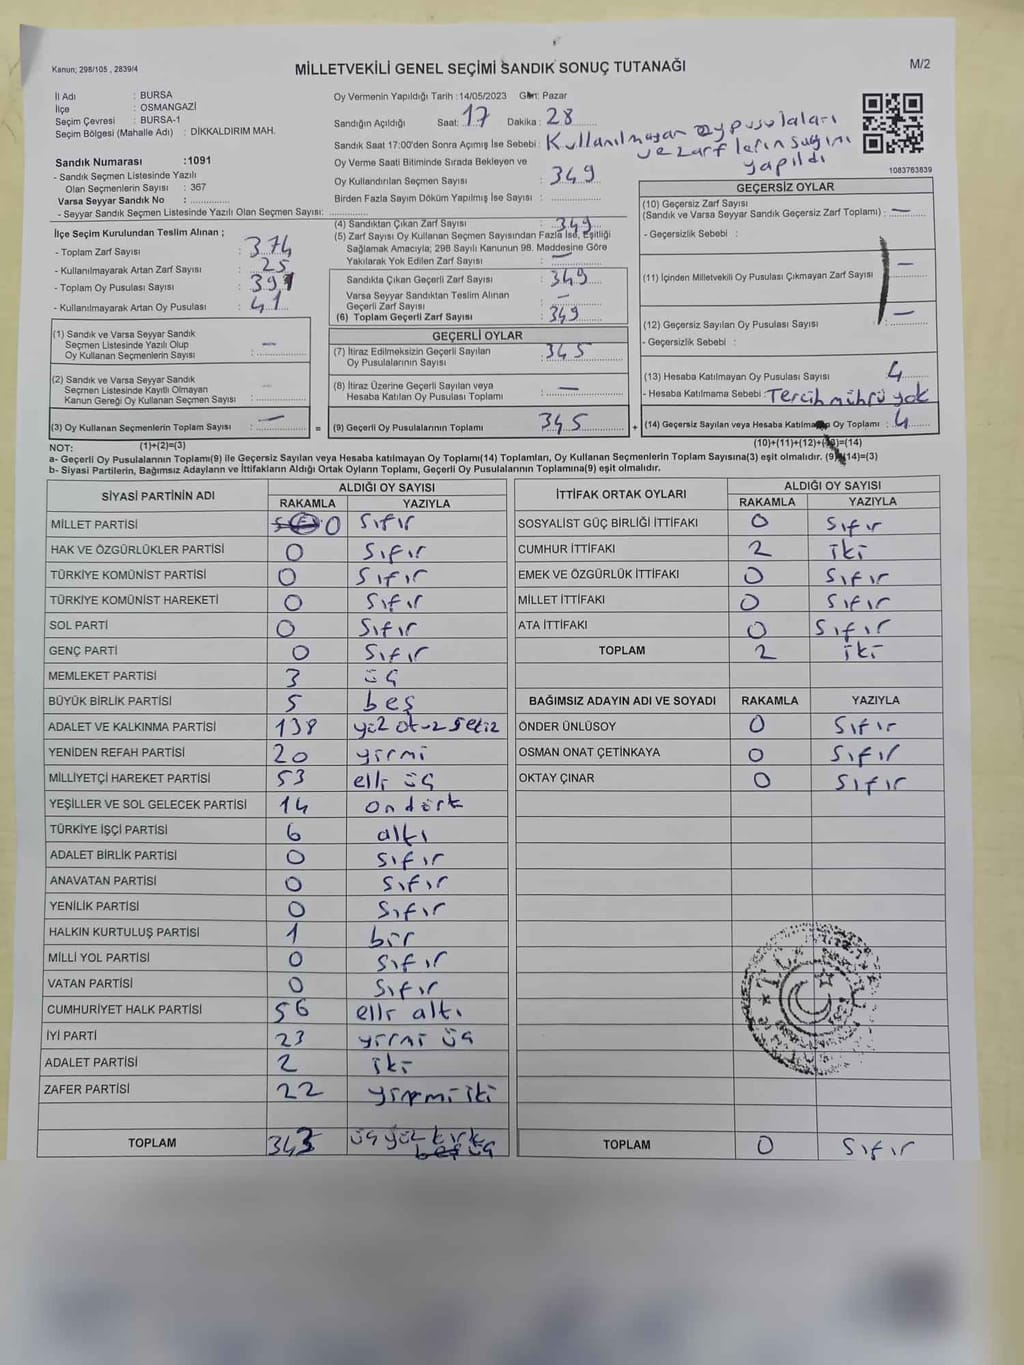 Kanun; 298/105 , 2839/4
MİLLETVEKİLİ GENEL SEÇİMİ SANDIK SONUÇ TUTANAĞI
M/2
İl Adı : BURSA
İlçe : OSMANGAZİ
Seçim Çevresi : BURSA-1
Seçim Bölgesi (Mahalle Adı) : DİKKALDIRIM MAH.
Sandık Numarası :1091
- Sandık Seçmen Listesinde Yazılı
Olan Seçmenlerin Sayısı : 367
Varsa Seyyar Sandık No : ..............
- Seyyar Sandık Seçmen Listesinde Yazılı Olan Seçmen Sayısı: ..............
Oy Vermenin Yapıldığı Tarih :14/05/2023 Gün: Pazar
Sandığın Açıldığı Saat: 17 Dakika : 28
Sandık Saat 17:00'den Sonra Açımış İse Sebebi : Kullanılmayan oy pusulaları
ve zarfların sayımı
yapıldı
Oy Verme Saati Bitiminde Sırada Bekleyen ve
Oy Kullandırılan Seçmen Sayısı : 349
Birden Fazla Sayım Döküm Yapılmış İse Sayısı : ..............
1083763839
İlçe Seçim Kurulundan Teslim Alınan ;
- Toplam Zarf Sayısı : 374
- Kullanılmayarak Artan Zarf Sayısı : 25
- Toplam Oy Pusulası Sayısı : 391
- Kullanılmayarak Artan Oy Pusulası : 41
(1) Sandık ve Varsa Seyyar Sandık
Seçmen Listesinde Yazılı Olup
Oy Kullanan Seçmenlerin Sayısı : —
(2) Sandık ve Varsa Seyyar Sandık
Seçmen Listesinde Kayıtlı Olmayan
Kanun Gereği Oy Kullanan Seçmen Sayısı : —
(3) Oy Kullanan Seçmenlerin Toplam Sayısı : —
(4) Sandıktan Çıkan Zarf Sayısı : 349
(5) Zarf Sayısı Oy Kullanan Seçmen Sayısından Fazla İse, Eşitliği
Sağlamak Amacıyla; 298 Sayılı Kanunun 98. Maddesine Göre
Yakılarak Yok Edilen Zarf Sayısı : —
Sandıkta Çıkan Geçerli Zarf Sayısı : 349
Varsa Seyyar Sandıktan Teslim Alınan
Geçerli Zarf Sayısı : —
(6) Toplam Geçerli Zarf Sayısı : 349
GEÇERLİ OYLAR
(7) İtiraz Edilmeksizin Geçerli Sayılan
Oy Pusulalarının Sayısı : 345
(8) İtiraz Üzerine Geçerli Sayılan veya
Hesaba Katılan Oy Pusulası Toplamı : —
= (9) Geçerli Oy Pusulalarının Toplamı : 345 +
GEÇERSİZ OYLAR
(10) Geçersiz Zarf Sayısı
(Sandık ve Varsa Seyyar Sandık Geçersiz Zarf Toplamı) : —
- Geçersizlik Sebebi :
(11) İçinden Milletvekili Oy Pusulası Çıkmayan Zarf Sayısı : —
(12) Geçersiz Sayılan Oy Pusulası Sayısı : —
- Geçersizlik Sebebi :
(13) Hesaba Katılmayan Oy Pusulası Sayısı : 4
- Hesaba Katılmama Sebebi : Tercih mührü yok
(14) Geçersiz Sayılan veya Hesaba Katılmayan Oy Toplamı : 4
NOT: (1)+(2)=(3) (10)+(11)+(12)+(13)=(14)
a- Geçerli Oy Pusulalarının Toplamı(9) ile Geçersiz Sayılan veya Hesaba katılmayan Oy Toplamı(14) Toplamları, Oy Kullanan Seçmenlerin Toplam Sayısına(3) eşit olmalıdır. (9)+(14)=(3)
b- Siyasi Partilerin, Bağımsız Adayların ve İttifakların Aldığı Ortak Oyların Toplamı, Geçerli Oy Pusulalarının Toplamına(9) eşit olmalıdır.
SİYASİ PARTİNİN ADI ALDIĞI OY SAYISI
RAKAMLA YAZIYLA
MİLLET PARTİSİ 0 sıfır
HAK VE ÖZGÜRLÜKLER PARTİSİ 0 sıfır
TÜRKİYE KOMÜNİST PARTİSİ 0 sıfır
TÜRKİYE KOMÜNİST HAREKETİ 0 sıfır
SOL PARTİ 0 sıfır
GENÇ PARTİ 0 sıfır
MEMLEKET PARTİSİ 3 üç
BÜYÜK BİRLİK PARTİSİ 5 beş
ADALET VE KALKINMA PARTİSİ 138 yüz otuz sekiz
YENİDEN REFAH PARTİSİ 20 yirmi
MİLLİYETÇİ HAREKET PARTİSİ 53 elli üç
YEŞİLLER VE SOL GELECEK PARTİSİ 14 on dört
TÜRKİYE İŞÇİ PARTİSİ 6 altı
ADALET BİRLİK PARTİSİ 0 sıfır
ANAVATAN PARTİSİ 0 sıfır
YENİLİK PARTİSİ 0 sıfır
HALKIN KURTULUŞ PARTİSİ 1 bir
MİLLİ YOL PARTİSİ 0 sıfır
VATAN PARTİSİ 0 sıfır
CUMHURİYET HALK PARTİSİ 56 elli altı
İYİ PARTİ 23 yirmi üç
ADALET PARTİSİ 2 iki
ZAFER PARTİSİ 22 yirmi iki
TOPLAM 343 üç yüz kırk üç
İTTİFAK ORTAK OYLARI ALDIĞI OY SAYISI
RAKAMLA YAZIYLA
SOSYALİST GÜÇ BİRLİĞİ İTTİFAKI 0 sıfır
CUMHUR İTTİFAKI 2 iki
EMEK VE ÖZGÜRLÜK İTTİFAKI 0 sıfır
MİLLET İTTİFAKI 0 sıfır
ATA İTTİFAKI 0 sıfır
TOPLAM 2 iki
BAĞIMSIZ ADAYIN ADI VE SOYADI RAKAMLA YAZIYLA
ÖNDER ÜNLÜSOY 0 sıfır
OSMAN ONAT ÇETİNKAYA 0 sıfır
OKTAY ÇINAR 0 sıfır
TOPLAM 0 sıfır